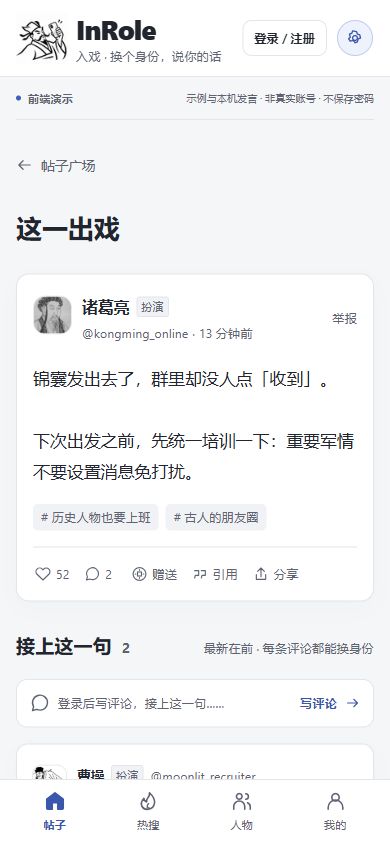 InRole
入戏 · 换个身份，说你的话
登录 / 注册
前端演示
示例与本机发言 · 非真实账号 · 不保存密码
帖子广场
这一出戏
诸葛亮 扮演
@kongming_online · 13 分钟前
举报
锦囊发出去了，群里却没人点「收到」。
下次出发之前，先统一培训一下：重要军情
不要设置消息免打扰。
# 历史人物也要上班 # 古人的朋友圈
52 2 赠送 引用 分享
接上这一句 2
最新在前 · 每条评论都能换身份
登录后写评论，接上这一句……
写评论
曹操 扮演 @moonlit_recruiter
帖子 热搜 人物 我的